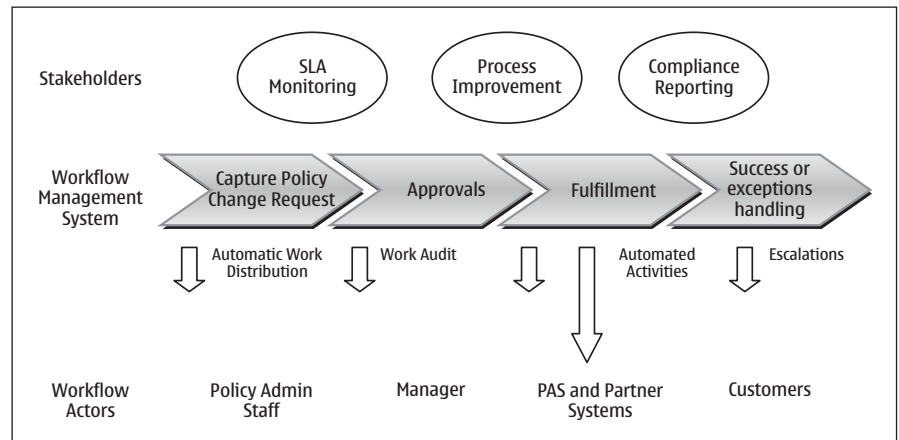 Stakeholders
SLA
Monitoring
Process
Improvement
Compliance
Reporting
Workflow
Management
System
Capture Policy
Change Request
Approvals
Fulfillment
Success or
exceptions
handling
Automatic Work
Distribution
Work Audit
Automated
Activities
Escalations
Workflow
Actors
Policy Admin
Staff
Manager
PAS and Partner
Systems
Customers